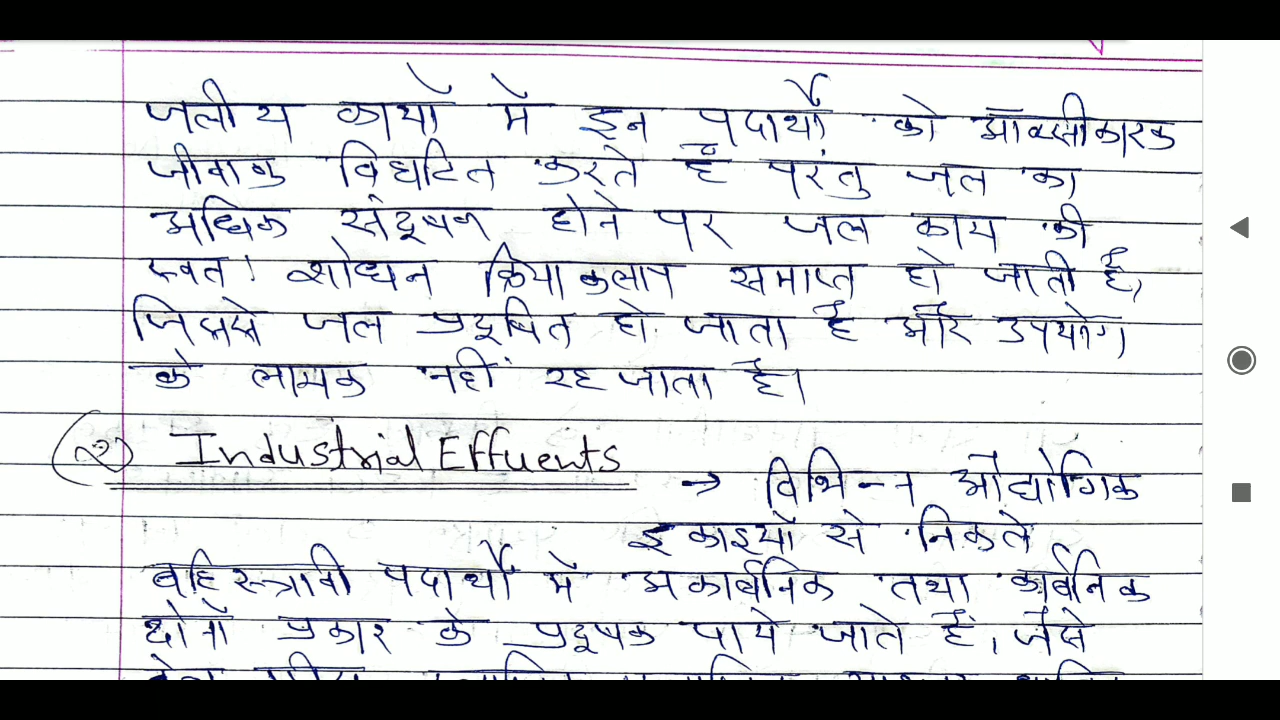 जलीय कार्यों में इन पदार्थों को ऑक्सीकारक
जीवाणु विघटित करते है परंतु जल का
अधिक संदूषण होने पर जल काय की
स्वत: शोधन क्रियाकलाप समाप्त हो जाती है,
जिससे जल प्रदूषित हो जाता है और उपयोग
के लायक नहीं रह जाता है।
(2) Industrial Effuents
→ विभिन्न औद्योगिक
इकाइयों से निकले
बहिस्त्रावी पदार्थों में अकार्बनिक तथा कार्बनिक
दोनों प्रकार के प्रदूषक पाये जाते हैं, जैसे